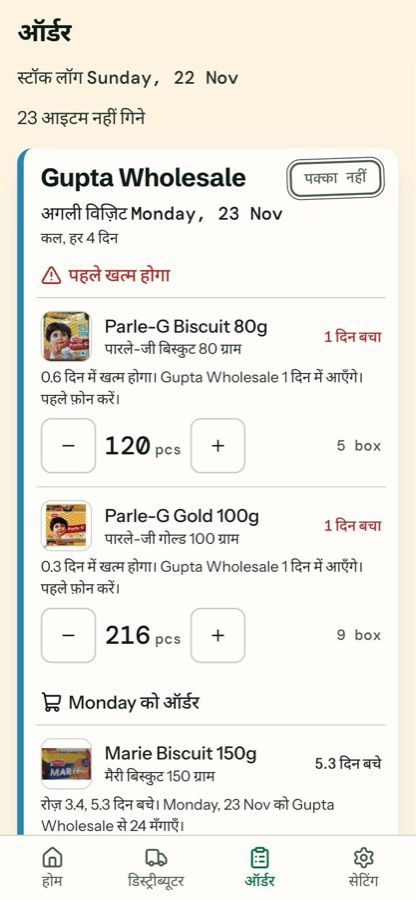 ऑर्डर
स्टॉक लॉग Sunday, 22 Nov
23 आइटम नहीं गिने
Gupta Wholesale
पक्का नहीं
अगली विज़िट Monday, 23 Nov
कल, हर 4 दिन
पहले खत्म होगा
Parle-G Biscuit 80g
1 दिन बचा
पारले-जी बिस्कुट 80 ग्राम
0.6 दिन में खत्म होगा। Gupta Wholesale 1 दिन में आएँगे।
पहले फ़ोन करें।
− 120 pcs +
5 box
Parle-G Gold 100g
1 दिन बचा
पारले-जी गोल्ड 100 ग्राम
0.3 दिन में खत्म होगा। Gupta Wholesale 1 दिन में आएँगे।
पहले फ़ोन करें।
− 216 pcs +
9 box
Monday को ऑर्डर
MARIE
Marie Biscuit 150g
5.3 दिन बचे
मैरी बिस्कुट 150 ग्राम
रोज़ 3.4, 5.3 दिन बचे। Monday, 23 Nov को Gupta
Wholesale से 24 मँगाएँ।
होम
डिस्ट्रीब्यूटर
ऑर्डर
सेटिंग